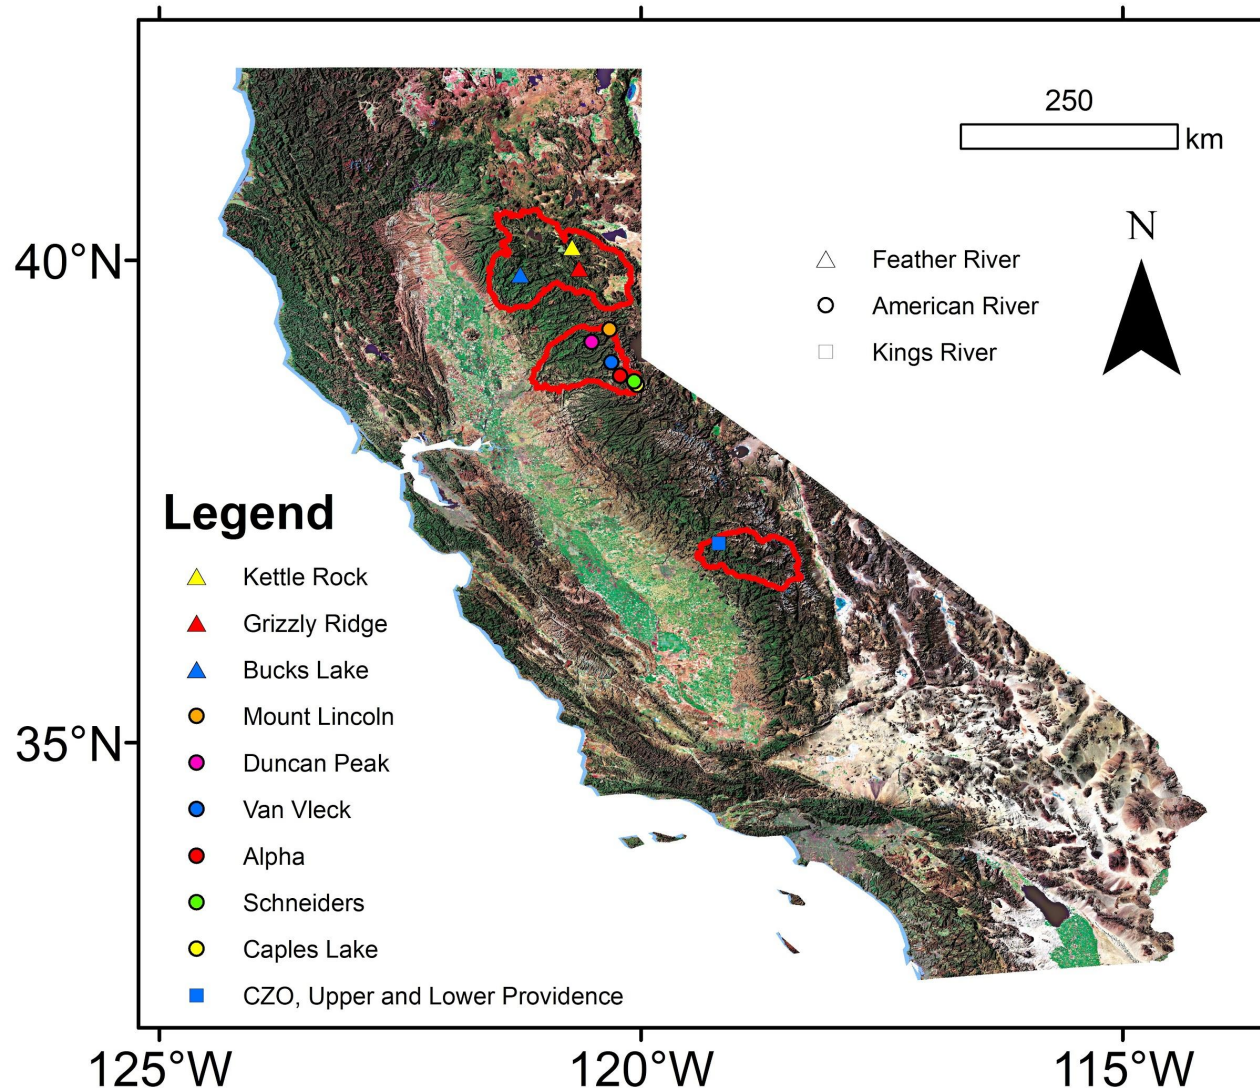 250
km
N
40°N
Feather River
American River
Kings River
Legend
Kettle Rock
Grizzly Ridge
Bucks Lake
35°N
Mount Lincoln
Duncan Peak
Van Vleck
Alpha
Schneiders
Caples Lake
CZO, Upper and Lower Providence
125°W
120°W
115°W